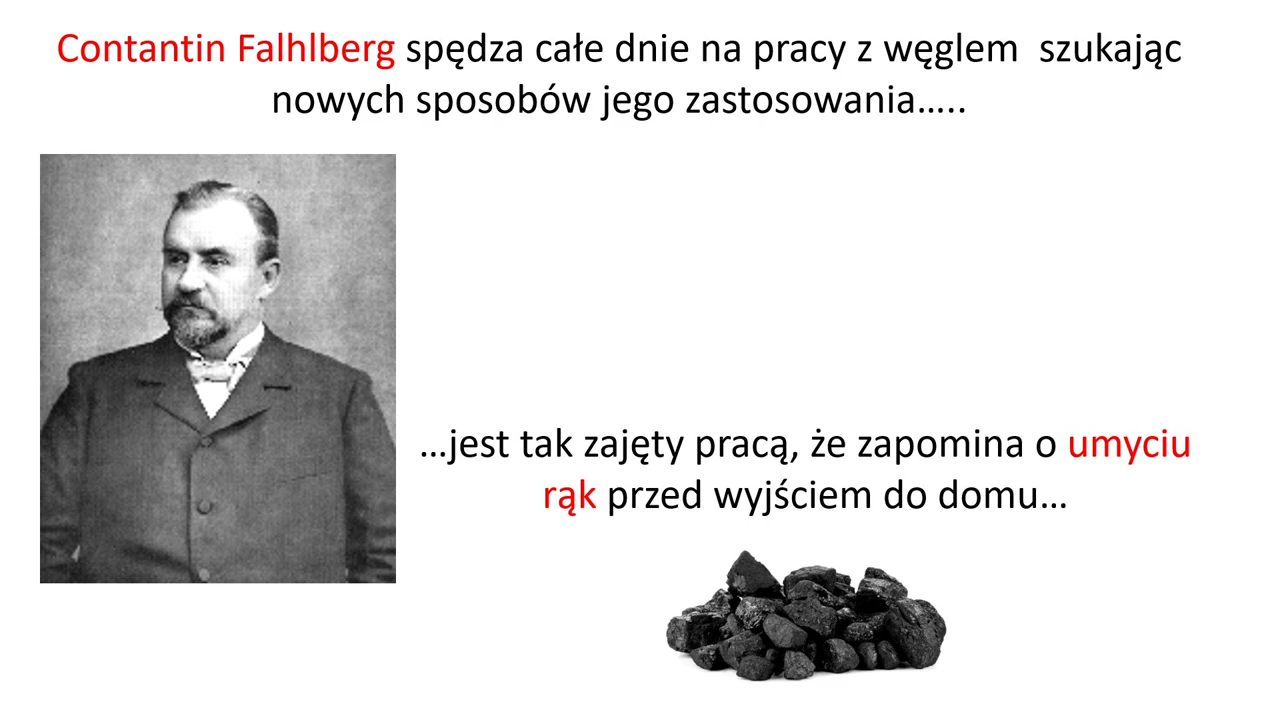 Contantin Falhlberg spędza całe dnie na pracy z węglem  szukając
nowych sposobów jego zastosowania…..
…jest tak zajęty pracą, że zapomina o umyciu
rąk przed wyjściem do domu…